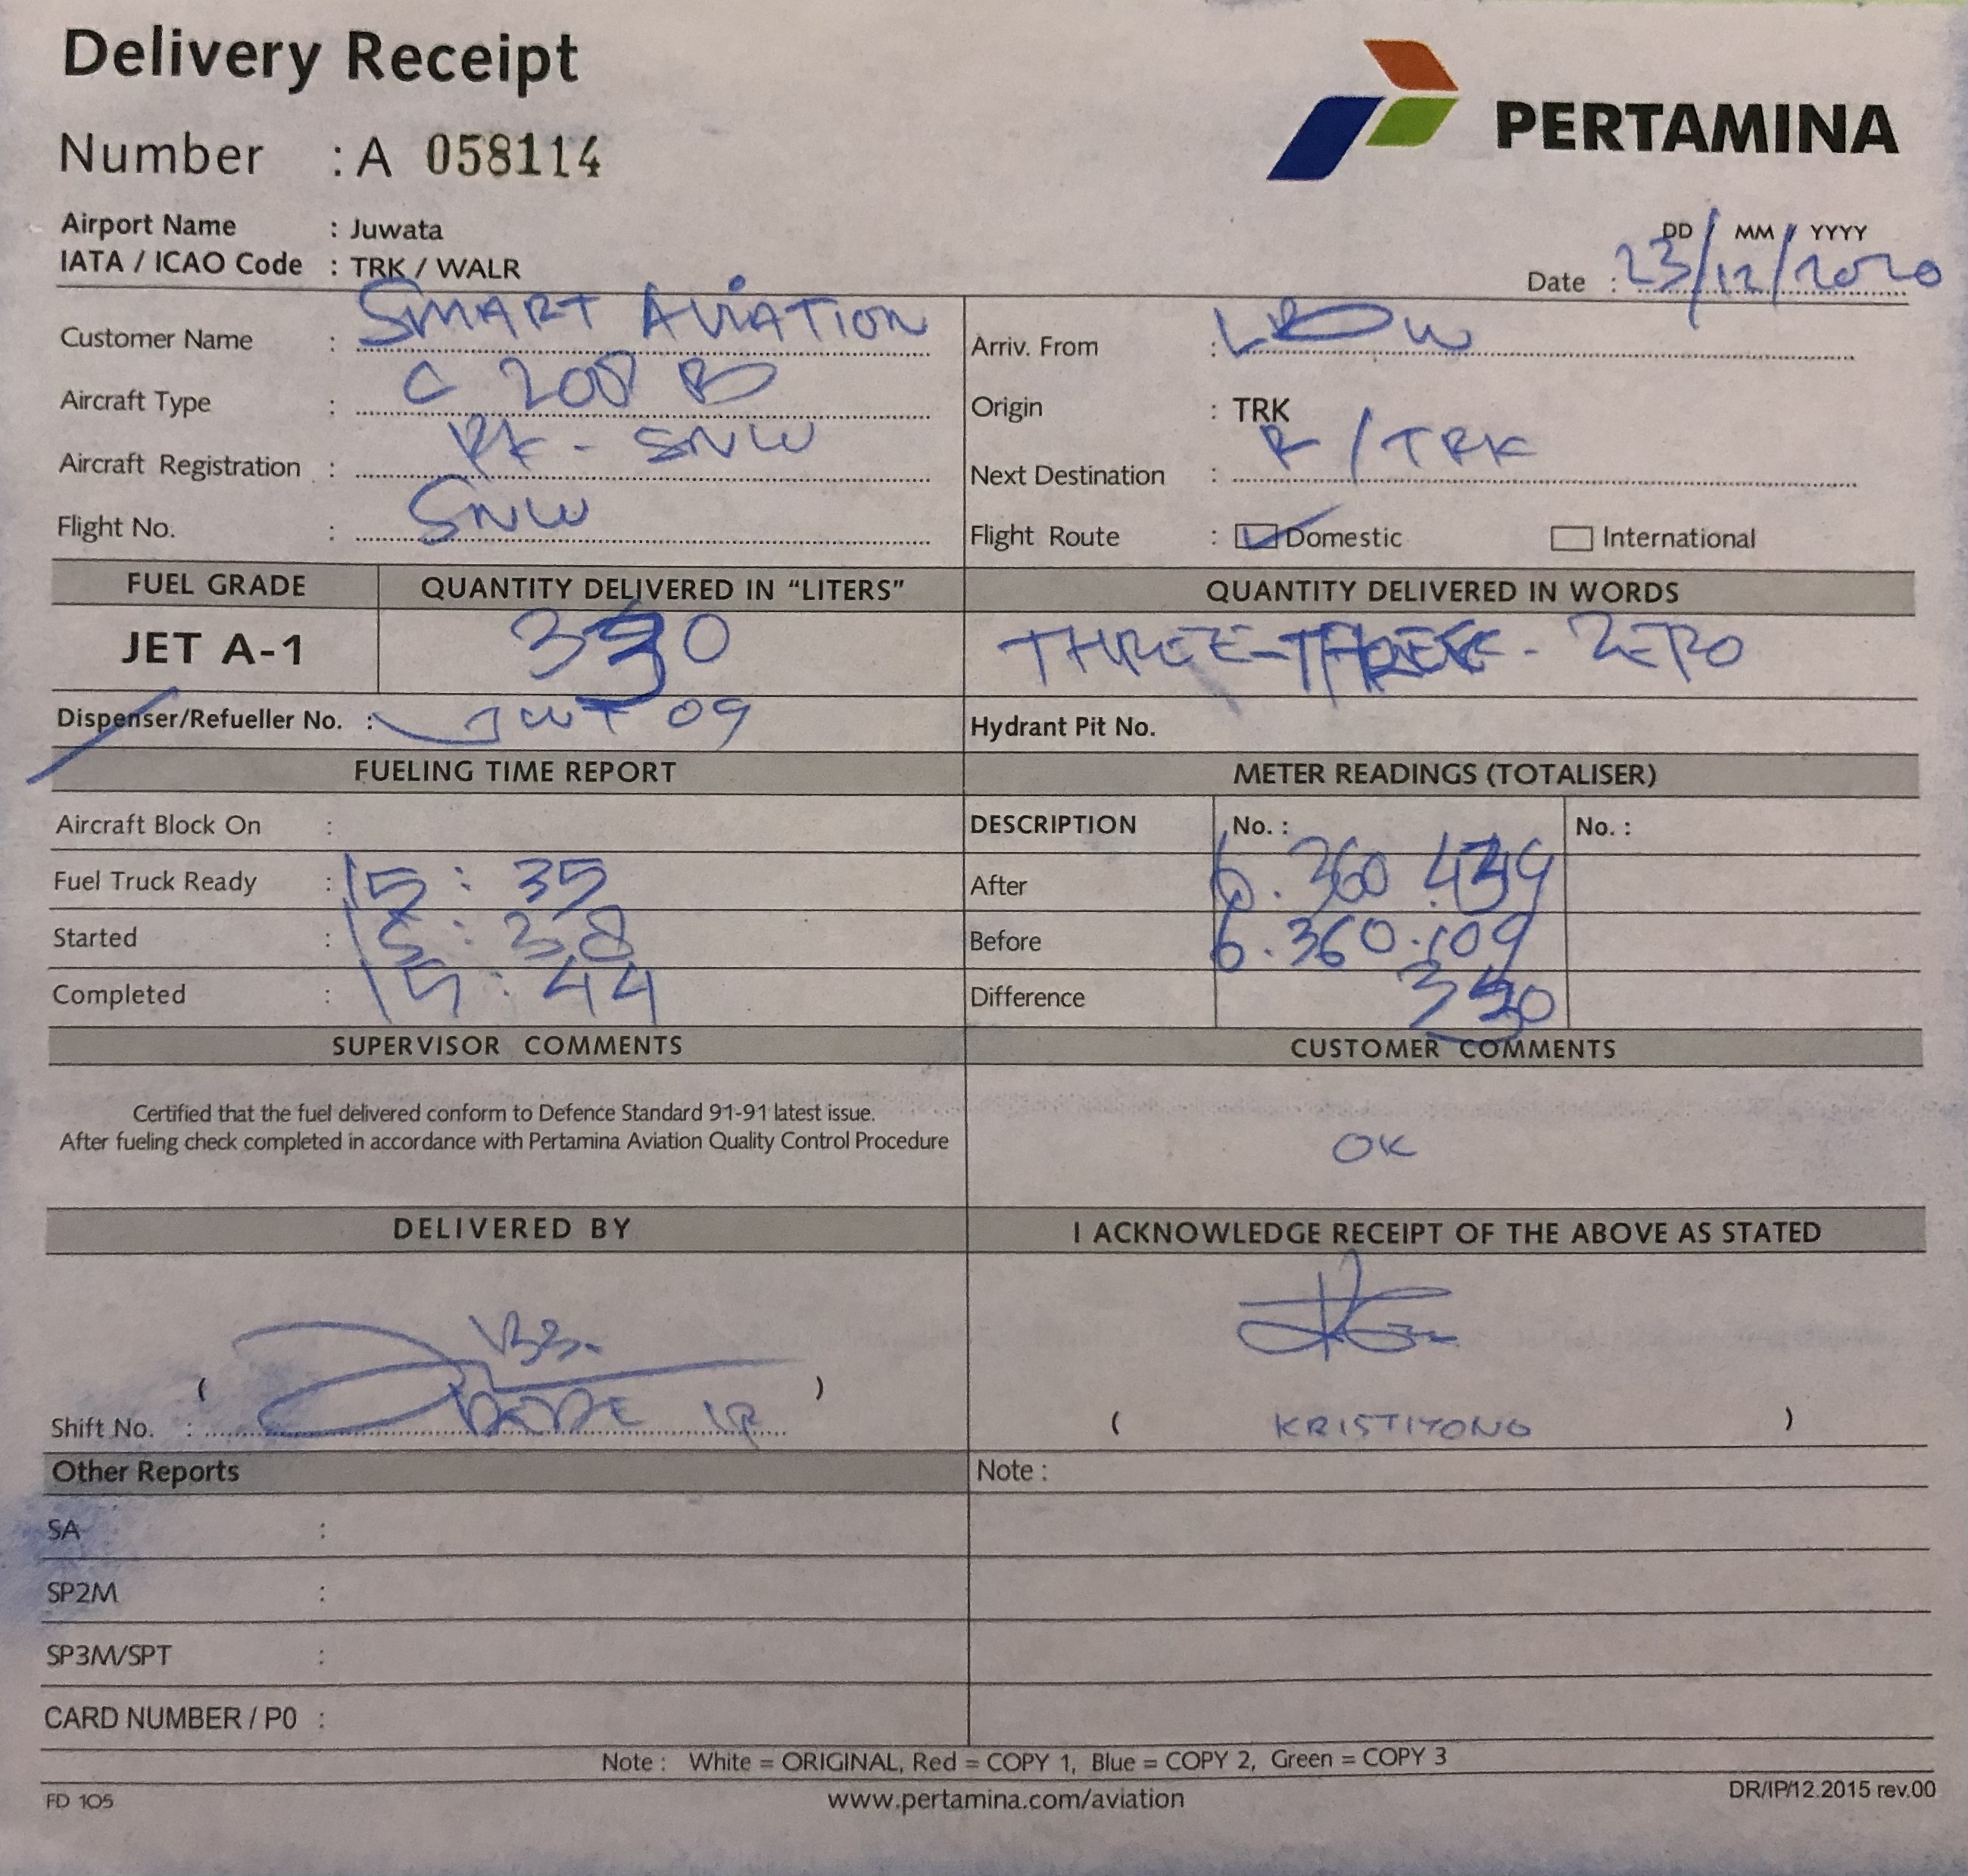 Delivery Receipt
PERTAMINA
Number : A 058114
Airport Name : Juwata
IATA / ICAO Code : TRK / WALR
DD / MM / YYYY
Date : 23/12/2020
Customer Name : SMART AVIATION
Arriv. From :
Aircraft Type : C 208 B
Origin : TRK
Aircraft Registration : PK - SNW
Next Destination : R / TRK
Flight No. : SNW
Flight Route : Domestic International
FUEL GRADE QUANTITY DELIVERED IN "LITERS" QUANTITY DELIVERED IN WORDS
JET A-1 330 THREE-THREE-ZERO
Dispenser/Refueller No. : JWT 09
Hydrant Pit No.
FUELING TIME REPORT METER READINGS (TOTALISER)
Aircraft Block On :
DESCRIPTION No. : No. :
Fuel Truck Ready : 15 : 35
After 6.360.439
Started : 15 : 38
Before 6.360.109
Completed : 15 : 44
Difference 330
SUPERVISOR COMMENTS CUSTOMER COMMENTS
Certified that the fuel delivered conform to Defence Standard 91-91 latest issue.
After fueling check completed in accordance with Pertamina Aviation Quality Control Procedure
OK
DELIVERED BY I ACKNOWLEDGE RECEIPT OF THE ABOVE AS STATED
( )
Shift No. :
( KRISTIYONO )
Other Reports Note :
SA :
SP2M :
SP3M/SPT :
CARD NUMBER / P0 :
Note : White = ORIGINAL, Red = COPY 1, Blue = COPY 2, Green = COPY 3
FD 105 www.pertamina.com/aviation DR/IP/12.2015 rev.00